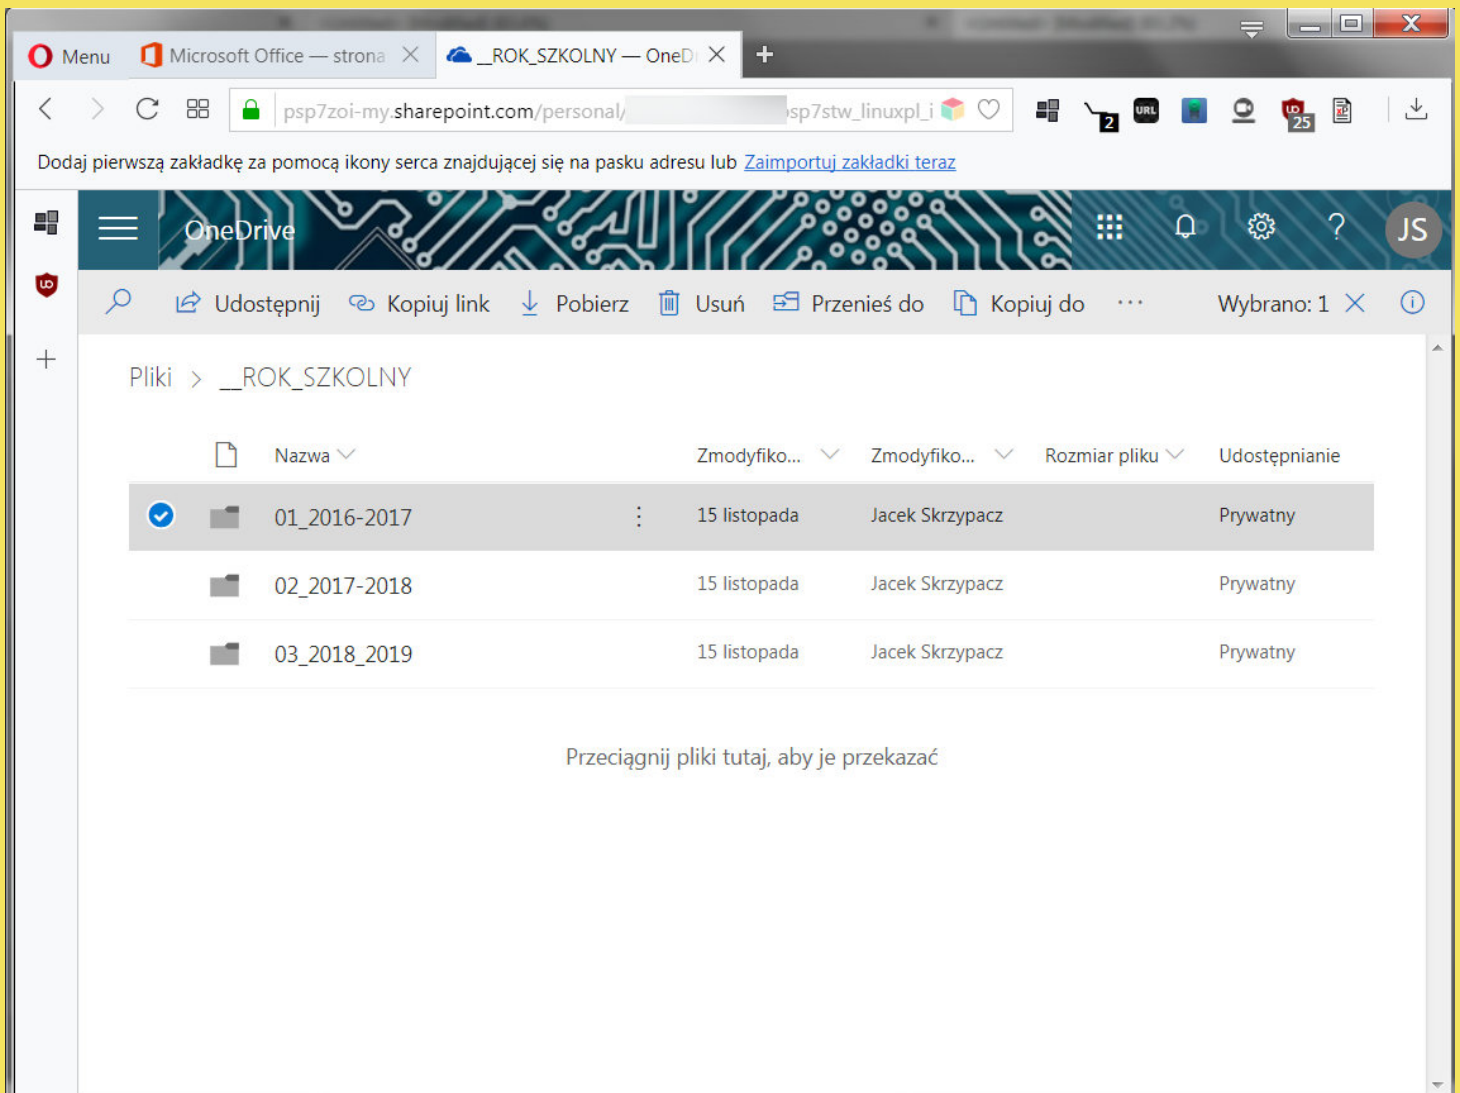 Menu
Microsoft Office — strona
__ROK_SZKOLNY — OneD
psp7zoi-my.sharepoint.com/personal/
sp7stw_linuxpl_i
2
URL
25
Dodaj pierwszą zakładkę za pomocą ikony serca znajdującej się na pasku adresu lub Zaimportuj zakładki teraz
OneDrive
?
JS
Udostępnij
Kopiuj link
Pobierz
Usuń
Przenieś do
Kopiuj do
...
Wybrano: 1
Pliki > __ROK_SZKOLNY
Nazwa
Zmodyfiko...
Zmodyfiko...
Rozmiar pliku
Udostępnianie
01_2016-2017
15 listopada
Jacek Skrzypacz
Prywatny
02_2017-2018
15 listopada
Jacek Skrzypacz
Prywatny
03_2018_2019
15 listopada
Jacek Skrzypacz
Prywatny
Przeciągnij pliki tutaj, aby je przekazać